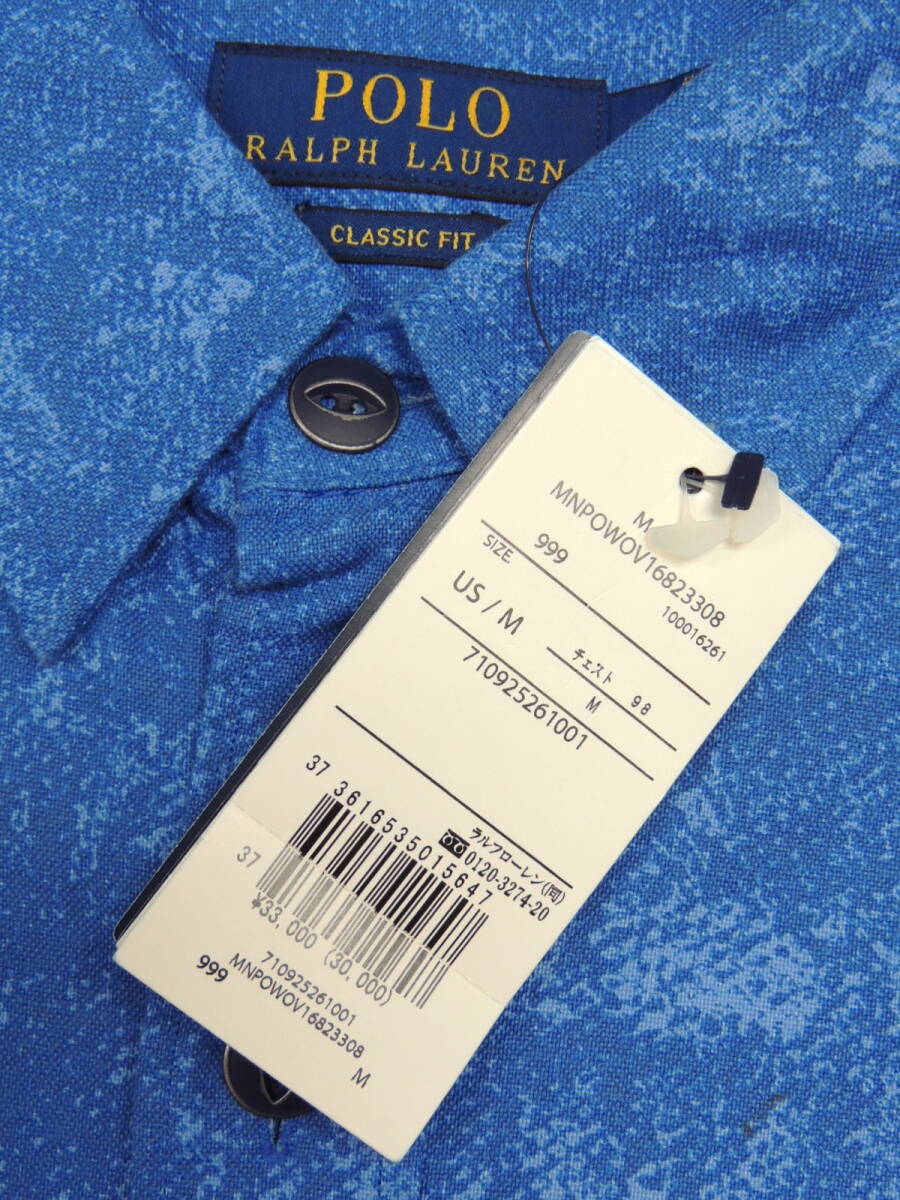 POLO
RALPH LAUREN
CLASSIC FIT
M
MNPOWOV16823308
999
100016261
SIZE
US / M
チェスト 98
M
710925261001
ラルフローレン(同)
0120-3274-20
37 3616535015647
37
¥33,000 (30,000)
710925261001
MNPOWOV16823308
999
M